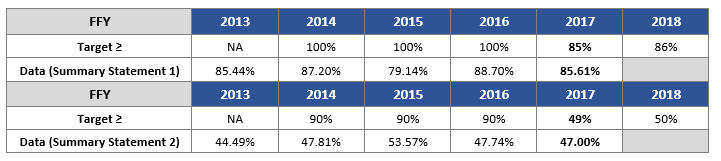 FFY 2013 2014 2015 2016 2017 2018
Target ≥ NA 100% 100% 100% 85% 86%
Data (Summary Statement 1) 85.44% 87.20% 79.14% 88.70% 85.61%
FFY 2013 2014 2015 2016 2017 2018
Target ≥ NA 90% 90% 90% 49% 50%
Data (Summary Statement 2) 44.49% 47.81% 53.57% 47.74% 47.00%